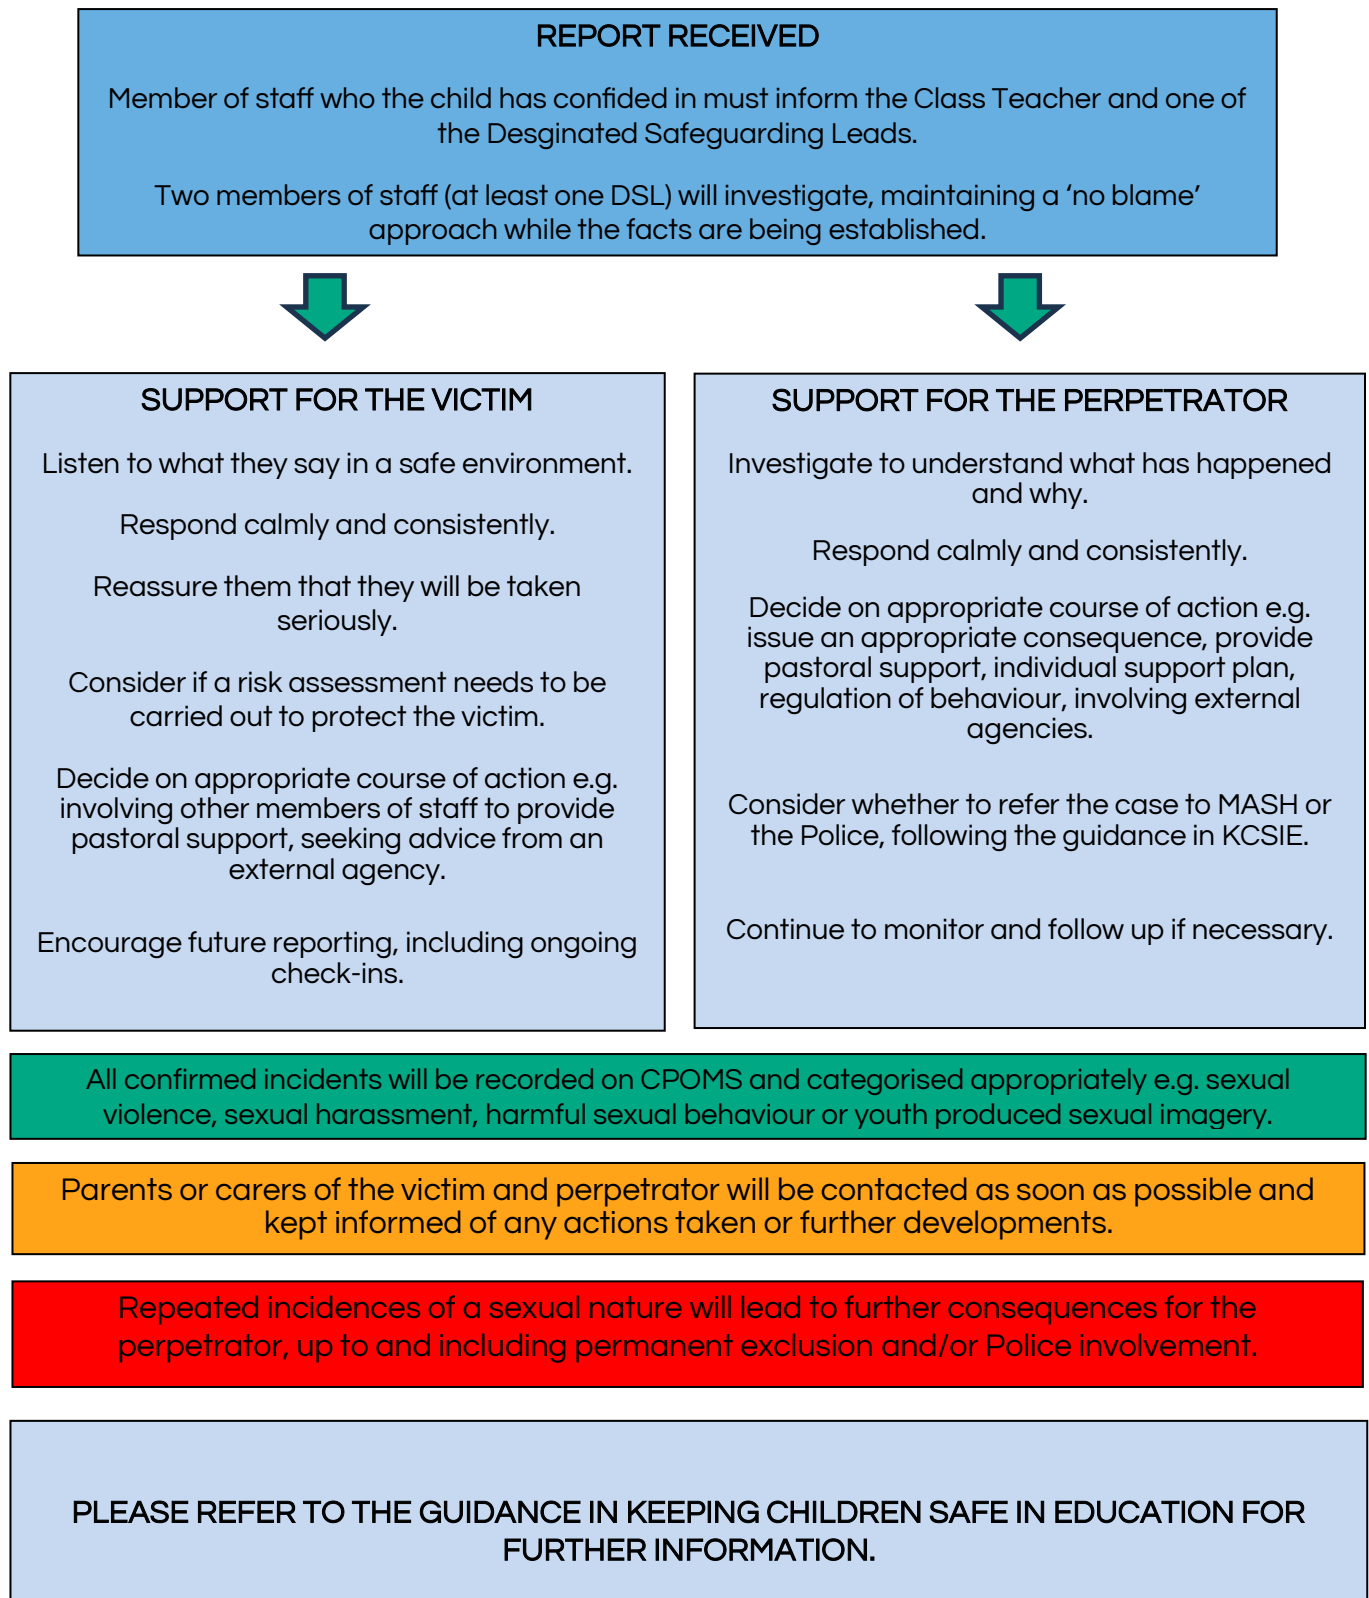 REPORT RECEIVED
Member of staff who the child has confided in must inform the Class Teacher and one of
the Desginated Safeguarding Leads.
Two members of staff (at least one DSL) will investigate, maintaining a ‘no blame’
approach while the facts are being established.
SUPPORT FOR THE VICTIM
Listen to what they say in a safe environment.
Respond calmly and consistently.
Reassure them that they will be taken
seriously.
Consider if a risk assessment needs to be
carried out to protect the victim.
Decide on appropriate course of action e.g.
involving other members of staff to provide
pastoral support, seeking advice from an
external agency.
Encourage future reporting, including ongoing
check-ins.
SUPPORT FOR THE PERPETRATOR
Investigate to understand what has happened
and why.
Respond calmly and consistently.
Decide on appropriate course of action e.g.
issue an appropriate consequence, provide
pastoral support, individual support plan,
regulation of behaviour, involving external
agencies.
Consider whether to refer the case to MASH or
the Police, following the guidance in KCSIE.
Continue to monitor and follow up if necessary.
All confirmed incidents will be recorded on CPOMS and categorised appropriately e.g. sexual
violence, sexual harassment, harmful sexual behaviour or youth produced sexual imagery.
Parents or carers of the victim and perpetrator will be contacted as soon as possible and
kept informed of any actions taken or further developments.
Repeated incidences of a sexual nature will lead to further consequences for the
perpetrator, up to and including permanent exclusion and/or Police involvement.
PLEASE REFER TO THE GUIDANCE IN KEEPING CHILDREN SAFE IN EDUCATION FOR
FURTHER INFORMATION.